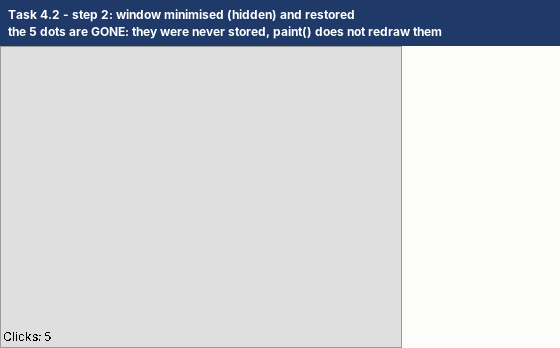 Task 4.2 - step 2: window minimised (hidden) and restored
the 5 dots are GONE: they were never stored, paint() does not redraw them
Clicks: 5